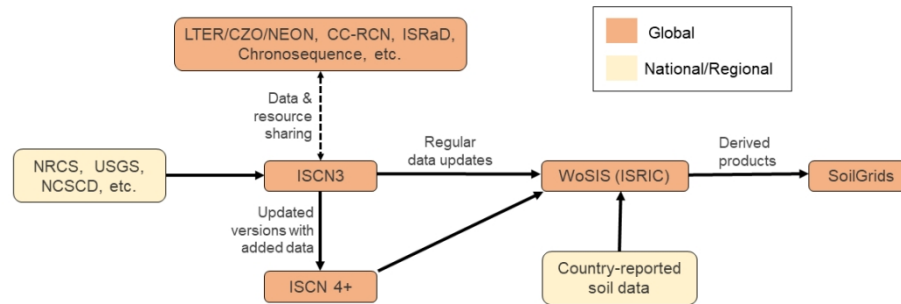 LTER/CZO/NEON, CC-RCN, ISRaD,
Chronosequence, etc.
Global
National/Regional
Data &
resource
sharing
NRCS, USGS,
NCSCD, etc.
ISCN3
Regular
data updates
WoSIS (ISRIC)
Derived
products
SoilGrids
Updated
versions with
added data
ISCN 4+
Country-reported
soil data